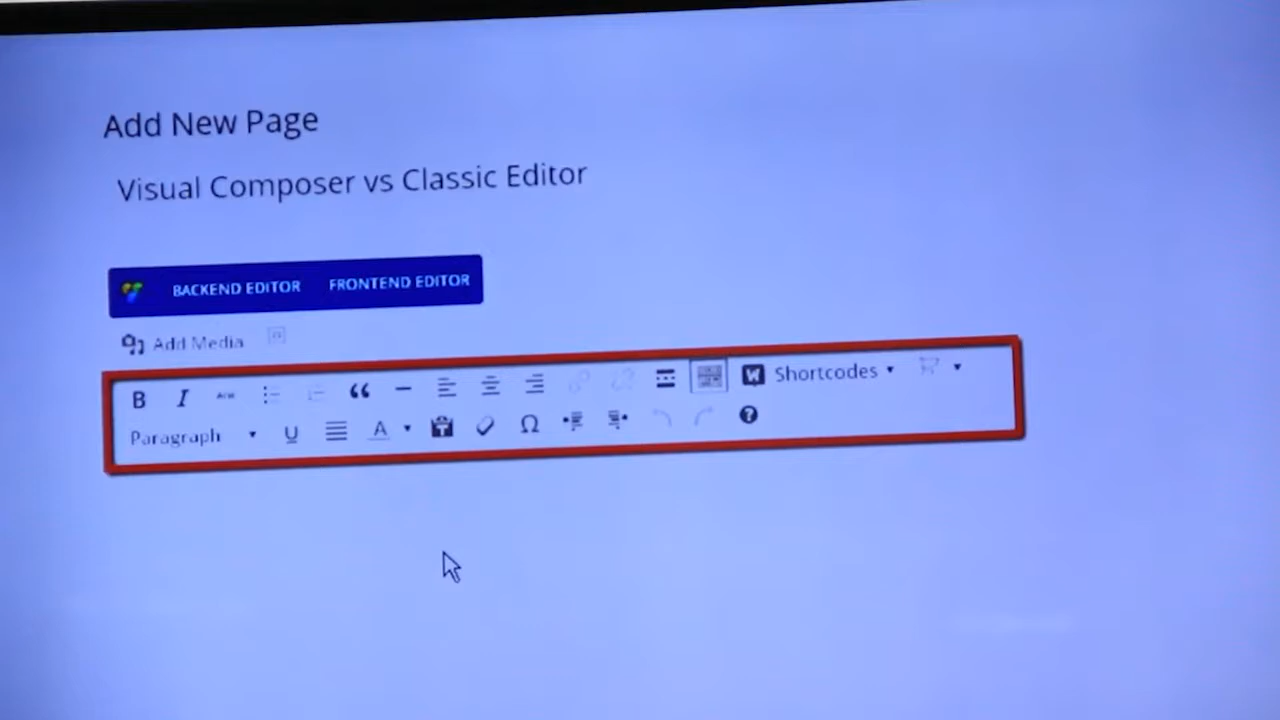 Add New Page
Visual Composer vs Classic Editor
BACKEND EDITOR FRONTEND EDITOR
Add Media
B I Shortcodes
Paragraph U A Ω ?